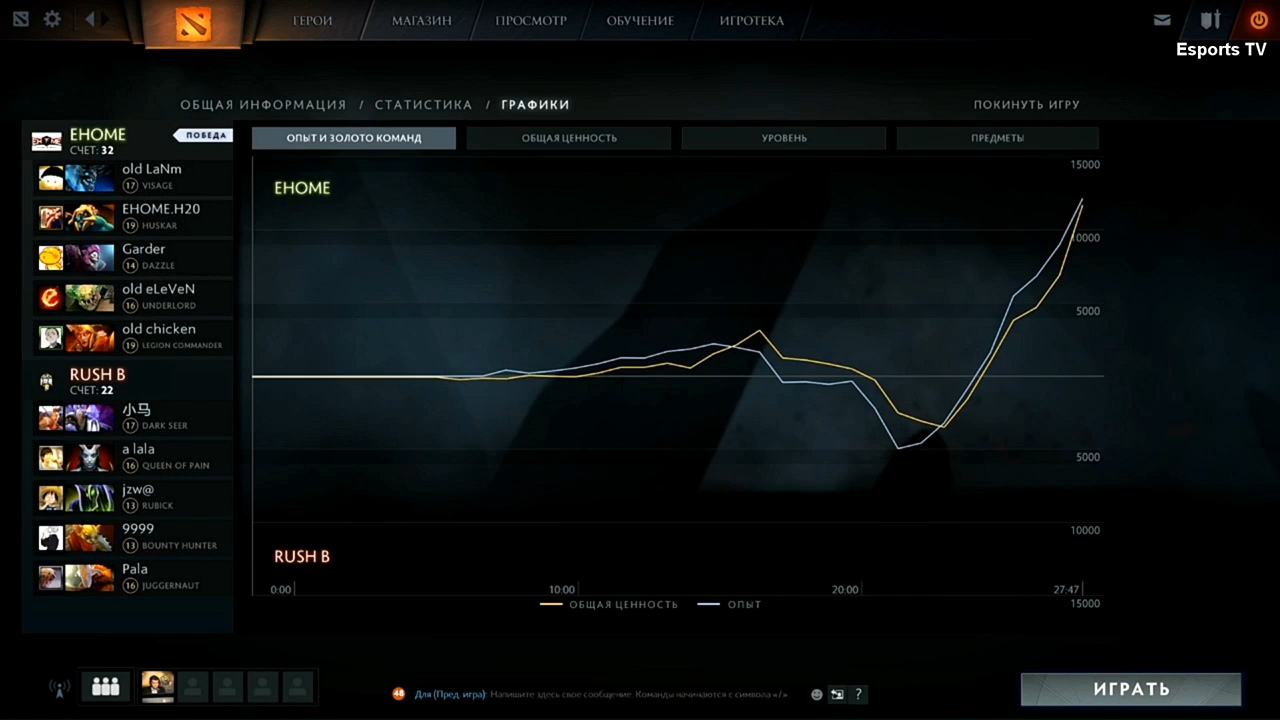 ГЕРОИ МАГАЗИН ПРОСМОТР ОБУЧЕНИЕ ИГРОТЕКА
Esports TV
ОБЩАЯ ИНФОРМАЦИЯ / СТАТИСТИКА / ГРАФИКИ
ПОКИНУТЬ ИГРУ
EHOME
ПОБЕДА
СЧЕТ: 32
old LaNm
17 VISAGE
EHOME.H20
19 HUSKAR
Garder
14 DAZZLE
old eLeVeN
16 UNDERLORD
old chicken
19 LEGION COMMANDER
RUSH B
СЧЕТ: 22
小马
17 DARK SEER
a lala
16 QUEEN OF PAIN
jzw@
13 RUBICK
9999
13 BOUNTY HUNTER
Pala
16 JUGGERNAUT
ОПЫТ И ЗОЛОТО КОМАНД ОБЩАЯ ЦЕННОСТЬ УРОВЕНЬ ПРЕДМЕТЫ
15000
EHOME
10000
5000
5000
10000
RUSH B
0:00 10:00 20:00 27:47
15000
ОБЩАЯ ЦЕННОСТЬ ОПЫТ
48 Для (Пред. игра): Напишите здесь свое сообщение. Команды начинаются с символа «/».
?
ИГРАТЬ